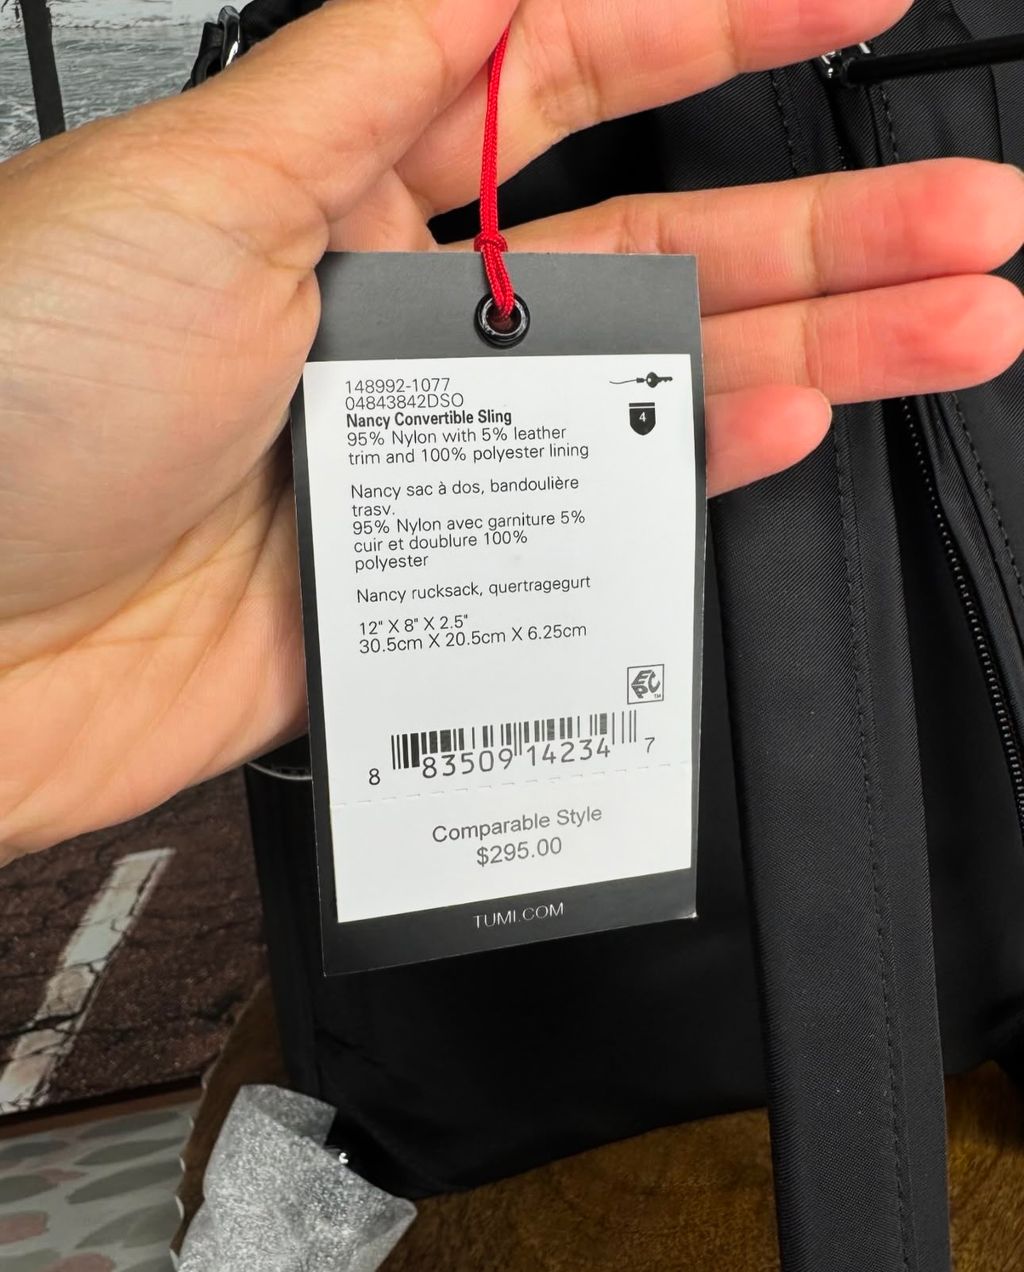 148992-1077
04843842DSO
Nancy Convertible Sling
95% Nylon with 5% leather
trim and 100% polyester lining
4
Nancy sac à dos, bandoulière
trasv.
95% Nylon avec garniture 5%
cuir et doublure 100%
polyester
Nancy rucksack, quertragegurt
12" X 8" X 2.5"
30.5cm X 20.5cm X 6.25cm
EPC™
8 83509 14234 7
Comparable Style
$295.00
TUMI.COM